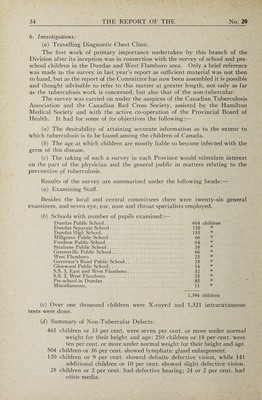 34 THE REPORT OF THE No. 20
6. Investigations:
(a) Travelling Diagnostic Chest Clinic.
The first work of primary importance undertaken by this branch of the
Division after its inception was in connection with the survey of school and pre-
school children in the Dundas and West Flamboro area. Only a brief reference
was made to the survey in last year's report as sufficient material was not then
to hand, but as the report of the Committee has now been assembled it is possible
and thought advisable to refer to this matter at greater length, not only as far
as the tuberculosis work is concerned, but also that of the non-tubercular.
The survey was carried on under the auspices of the Canadian Tuberculosis
Association and the Canadian Red Cross Society, assisted by the Hamilton
Medical Society and with the active co-operation of the Provincial Board of
Health. It had for some of its objectives the following:—
(a) The desirability of attaining accurate information as to the extent to
which tuberculosis is to be found among the children of Canada.
(b) The age at which children are mostly liable to become infected with the
germ of this disease.
(c) The taking of such a survey in each Province would stimulate interest
on the part of the physician and the general public in matters relating to the
prevention of tuberculosis.
Results of the survey are summarized under the following heads:—
(a) Examining Staff.
Besides the local and central committees there were twenty-six general
examiners, and seven eye, ear, nose and throat specialists employed.
(b) Schools with number of pupils examined:—
Dundas Public School 664 children
Dundas Separate School 139 "
Dundas High School 133 "
Millgrove Public School 66 "
Freelton Public School 64 "
Strabane Public School 38 "
Greensville Public School 86 "
West Flamboro 25 "
Governor's Road Public School 18 "
Glenwood Public School 25 "
S.S. 3, East and West Flamboro 32 "
S.S. 2, West Flamboro 28 "
Pre-school in Dundas 65 "
Miscellaneous 11 "
1,394 children
(c) Over one thousand children were X-rayed and 1,321 intracutaneous
tests were done.
(d) Summary of Non-Tubercular Defects:
465 children or 33 per cent. were seven per cent. or more under normal
weight for their height and age; 250 children or 18 per cent. were
ten per cent. or more under normal weight for their height and age.
504 children or 36 per cent. showed lymphatic gland enlargement.
120 children or 9 per cent. showed definite defective vision, while 141
additional children or 10 per cent. showed slight defective vision.
28 children or 2 per cent. had defective hearing; 24 or 2 per cent. had
otitis media.